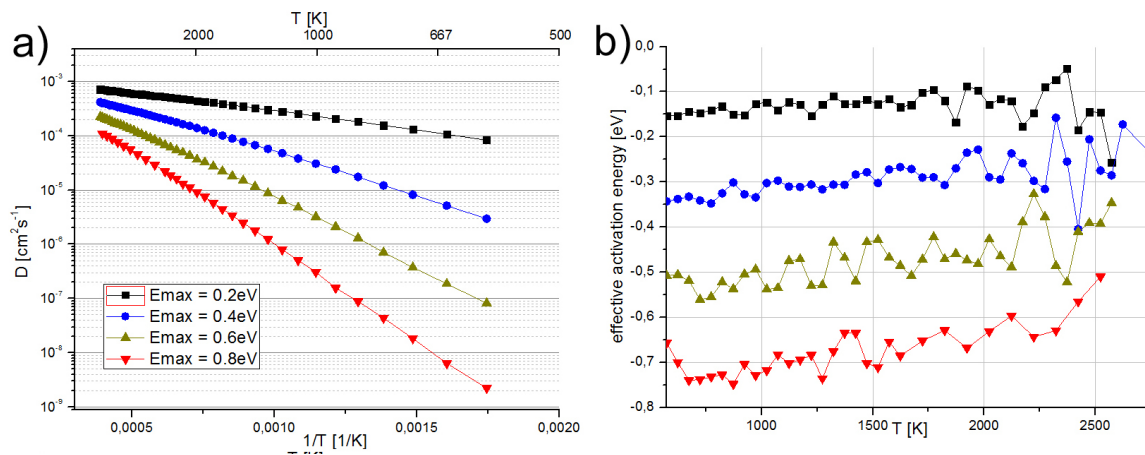 a)
T [K]
2000 1000 667 500
D [cm²s⁻¹]
10⁻³
10⁻⁴
10⁻⁵
10⁻⁶
10⁻⁷
10⁻⁸
10⁻⁹
Emax = 0.2eV
Emax = 0.4eV
Emax = 0.6eV
Emax = 0.8eV
0,0005 0,0010 0,0015 0,0020
1/T [1/K]
b)
effective activation energy [eV]
0,0
-0,1
-0,2
-0,3
-0,4
-0,5
-0,6
-0,7
-0,8
1000 1500 2000 2500
T [K]